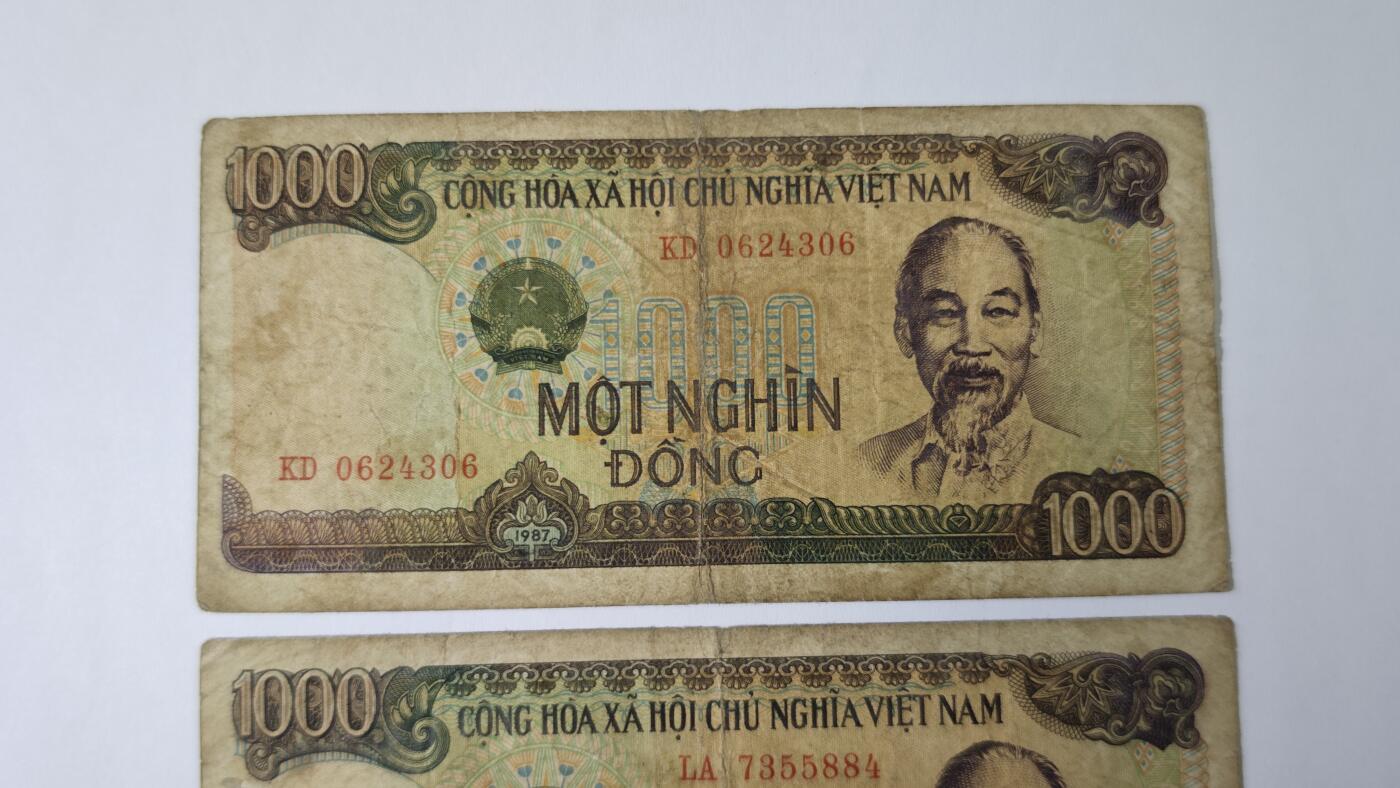 1000
CỘNG HÒA XÃ HỘI CHỦ NGHĨA VIỆT NAM
KD 0624306
1000
MỘT NGHÌN
ĐỒNG
KD 0624306
1987
1000
1000
CỘNG HÒA XÃ HỘI CHỦ NGHĨA VIỆT NAM
LA 7355884